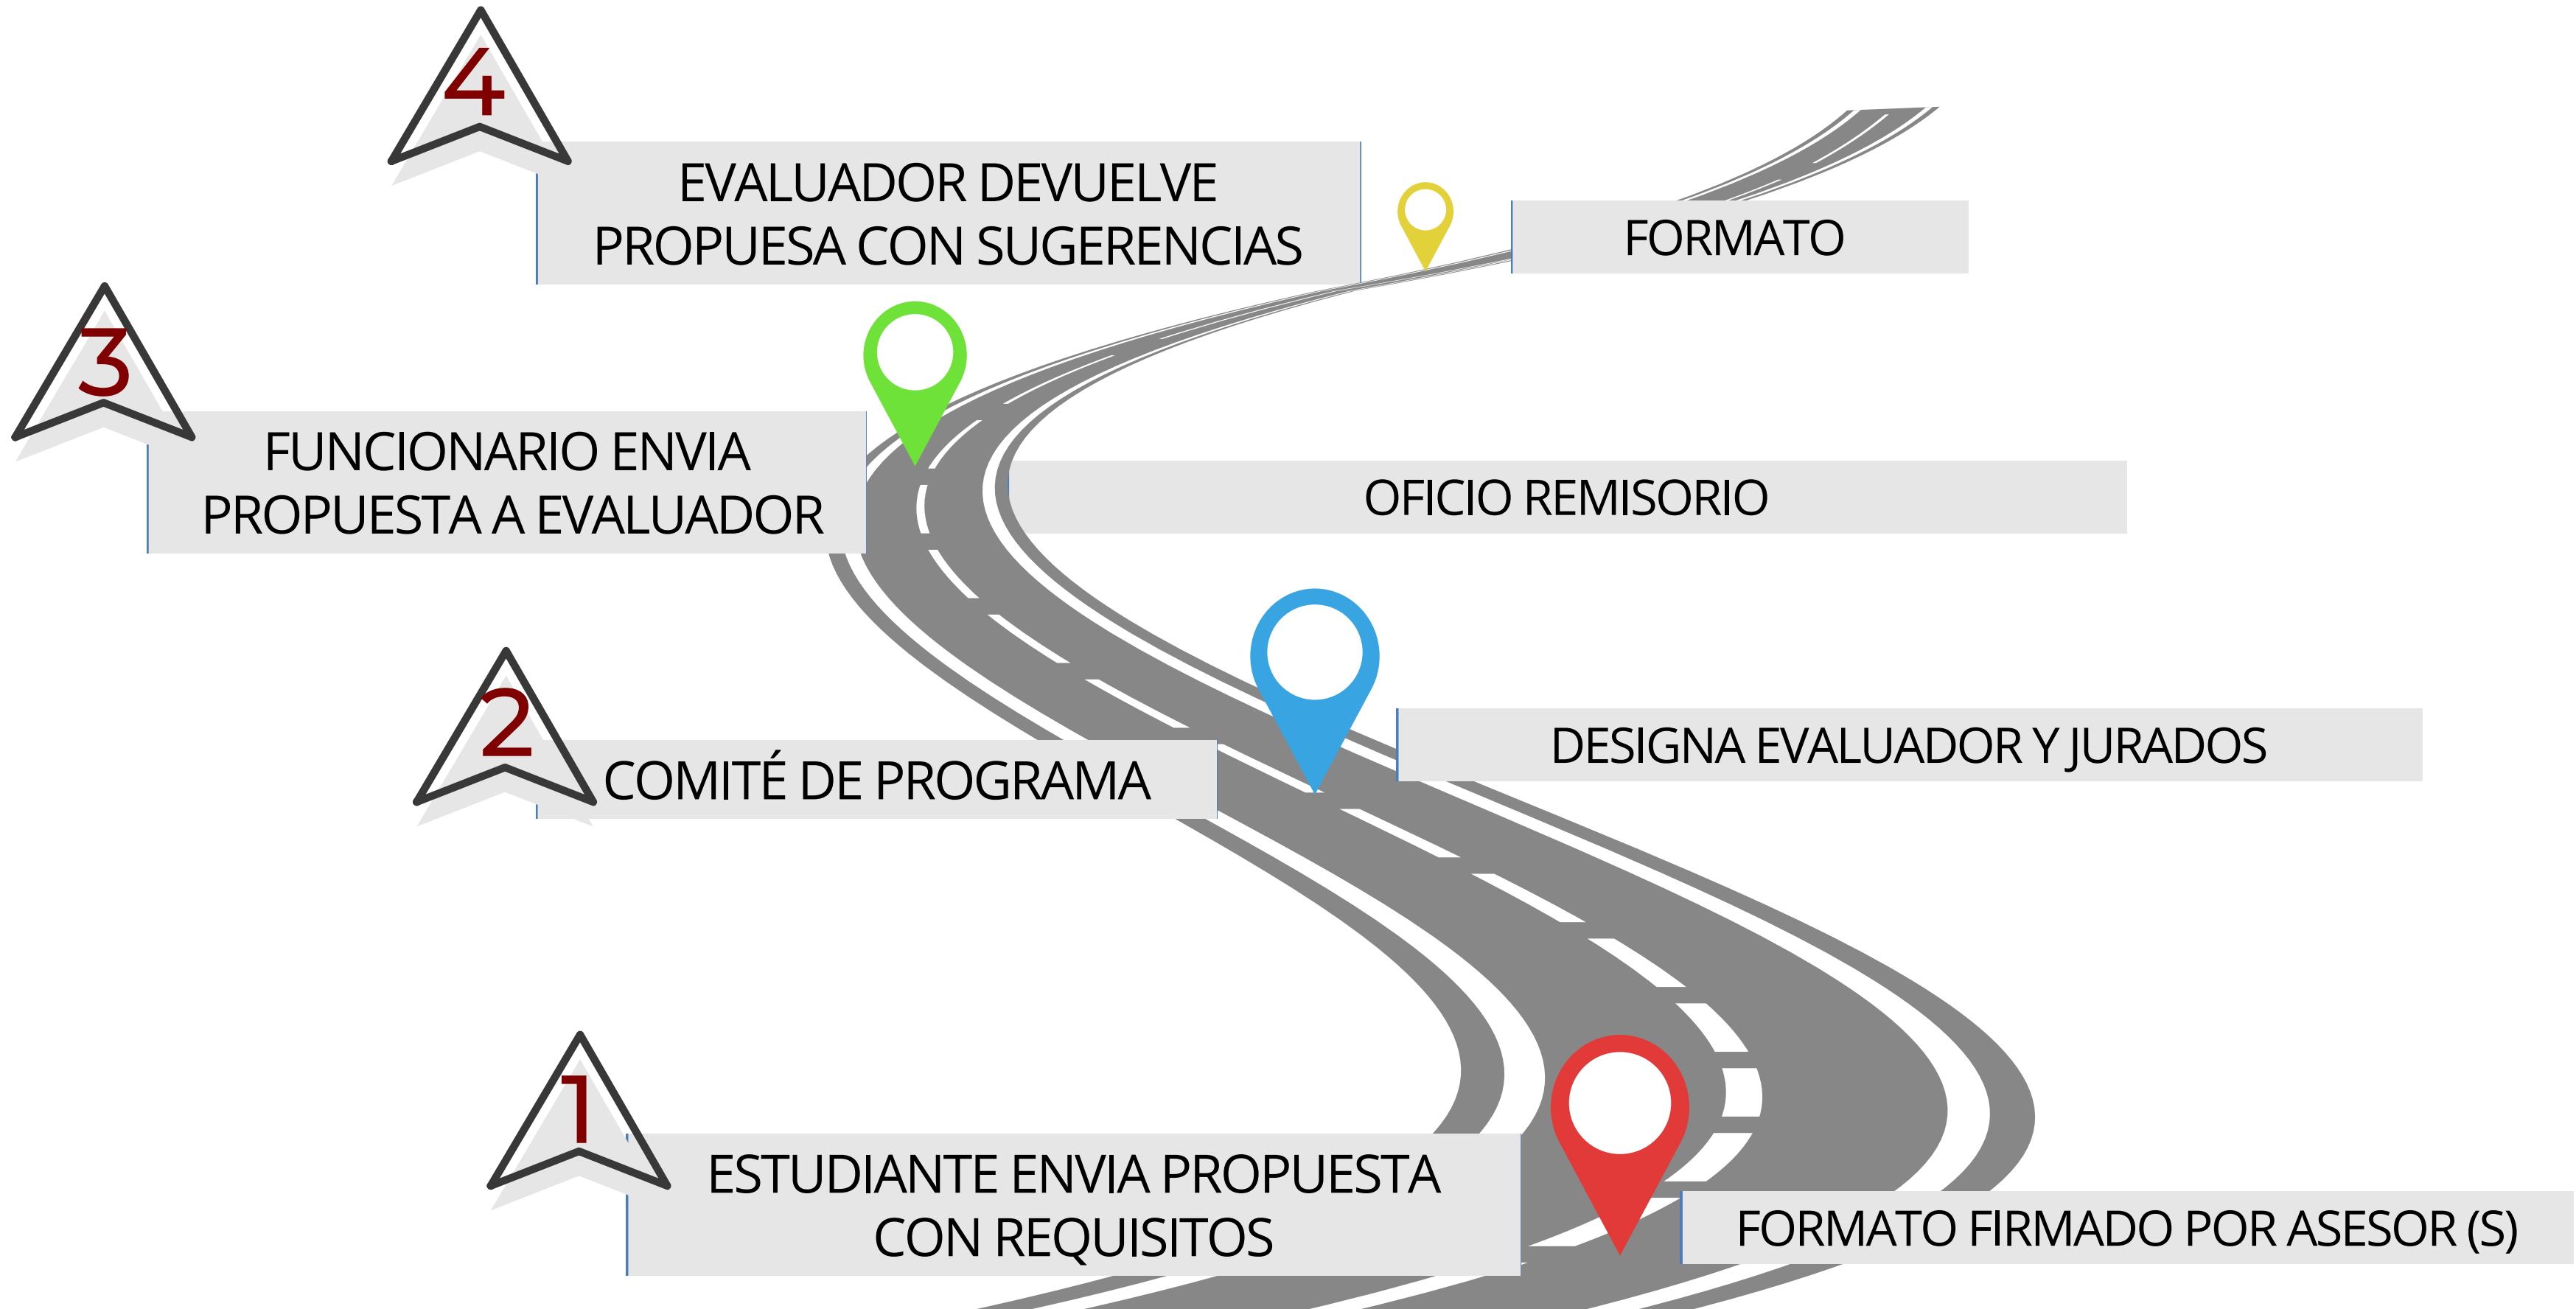 4
EVALUADOR DEVUELVE
PROPUESA CON SUGERENCIAS
FORMATO
3
FUNCIONARIO ENVIA
PROPUESTA A EVALUADOR
OFICIO REMISORIO
2
COMITÉ DE PROGRAMA
DESIGNA EVALUADOR Y JURADOS
1
ESTUDIANTE ENVIA PROPUESTA
CON REQUISITOS
FORMATO FIRMADO POR ASESOR (S)